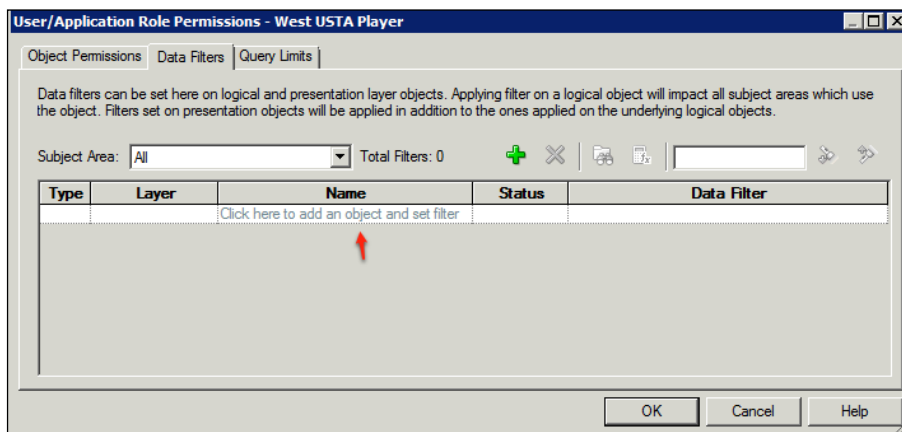 User/Application Role Permissions - West USTA Player
Object Permissions Data Filters Query Limits
Data filters can be set here on logical and presentation layer objects. Applying filter on a logical object will impact all subject areas which use
the object. Filters set on presentation objects will be applied in addition to the ones applied on the underlying logical objects.
Subject Area: All Total Filters: 0
Type Layer Name Status Data Filter
Click here to add an object and set filter
OK Cancel Help